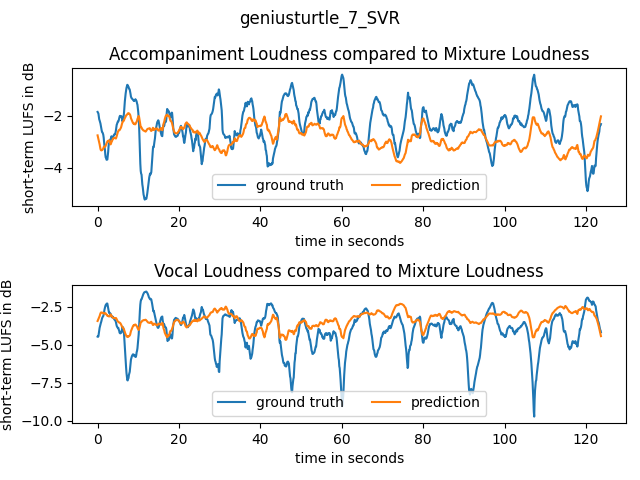 geniusturtle_7_SVR
Accompaniment Loudness compared to Mixture Loudness
short-term LUFS in dB
−2
−4
ground truth
prediction
0 20 40 60 80 100 120
time in seconds
Vocal Loudness compared to Mixture Loudness
short-term LUFS in dB
−2.5
−5.0
−7.5
−10.0
ground truth
prediction
0 20 40 60 80 100 120
time in seconds